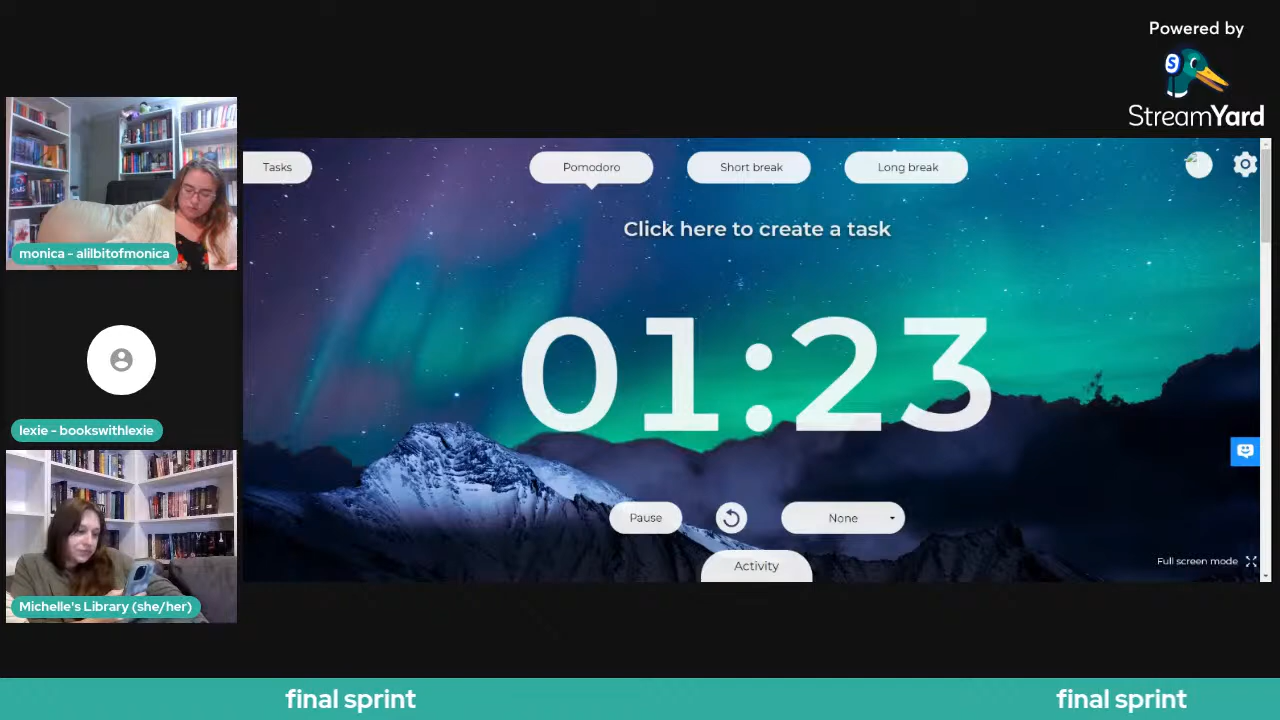 Powered by
StreamYard
Tasks
Pomodoro
Short break
Long break
Click here to create a task
01:23
Pause
None
Activity
Full screen mode
monica - alilbitofmonica
lexie - bookswithlexie
Michelle's Library (she/her)
final sprint
final sprint